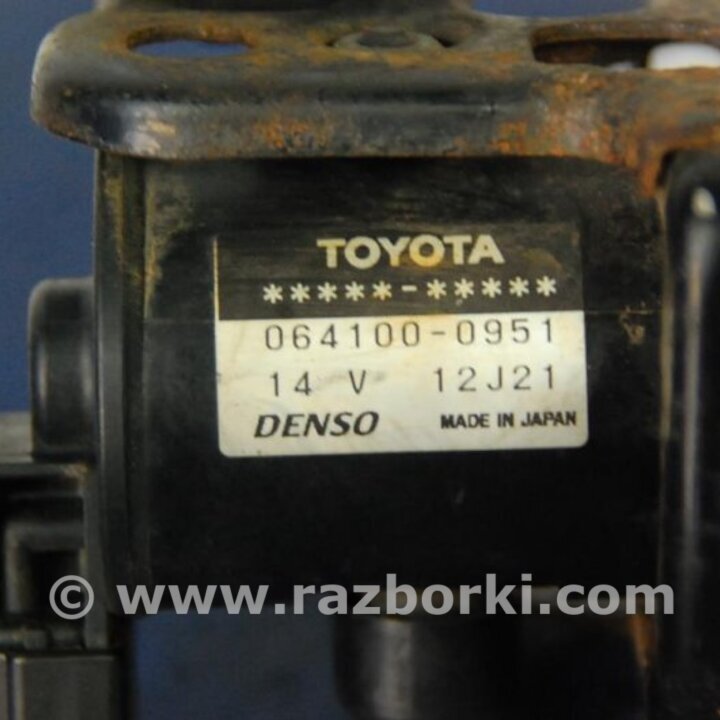 TOYOTA
*****-*****
064100-0951
14 V 12J21
DENSO MADE IN JAPAN
© www.razborki.com